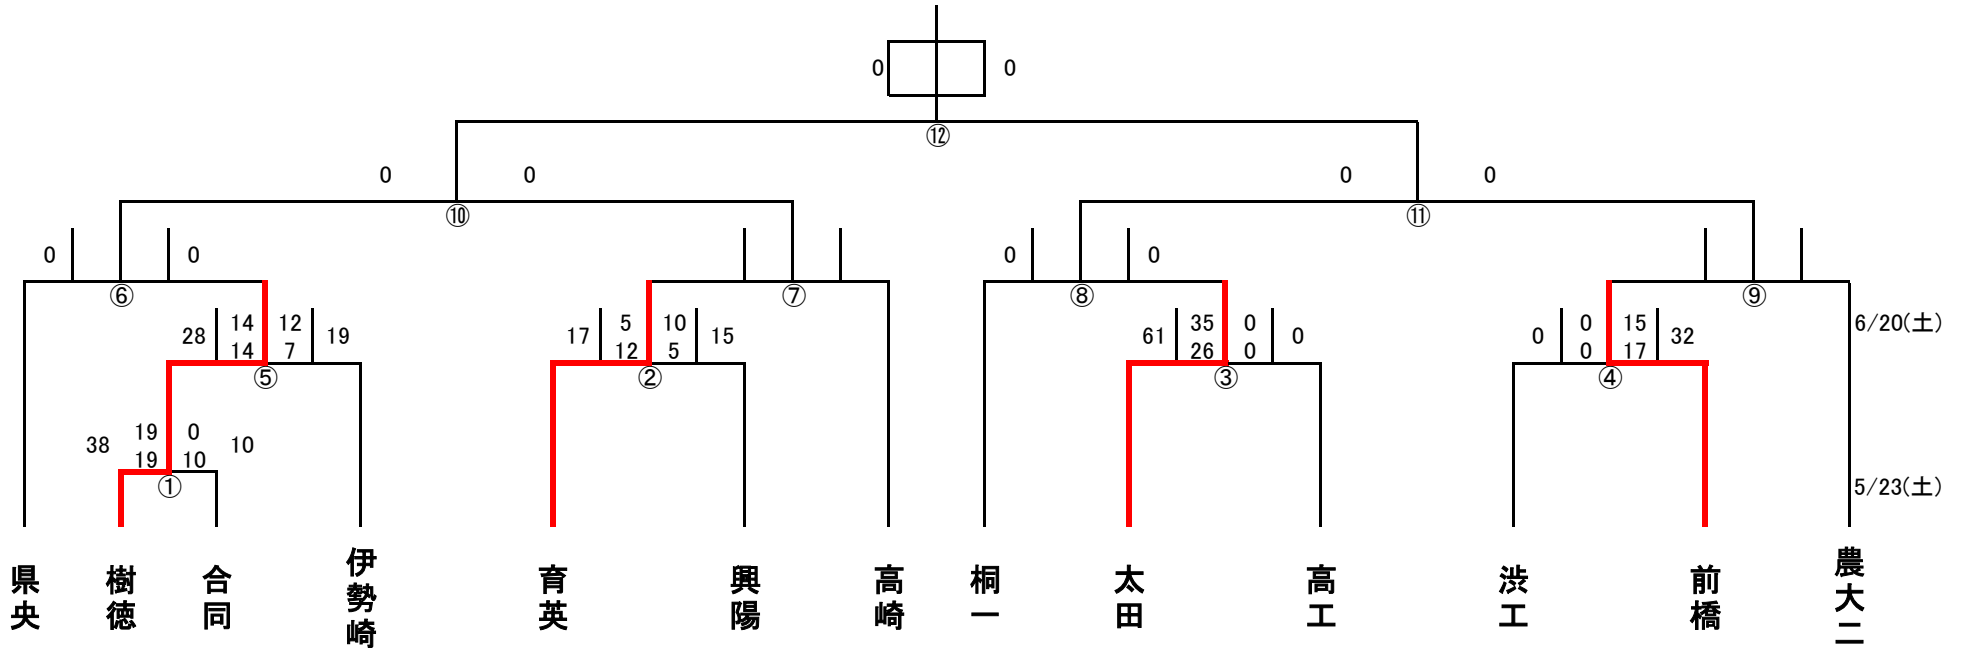 0 0
⑫
0 0 0 0
⑩ ⑪
0 0 0 0
⑥ ⑦ ⑧ ⑨
14 12 5 10 35 0 0 15 6/20(土)
28 19 17 15 61 0 0 32
14 7 12 5 26 0 0 17
⑤ ② ③ ④
19 0
38 10
19 10
① 5/23(土)
県央
樹徳
合同
伊勢崎
育英
興陽
高崎
桐一
太田
高工
渋工
前橋
農大二